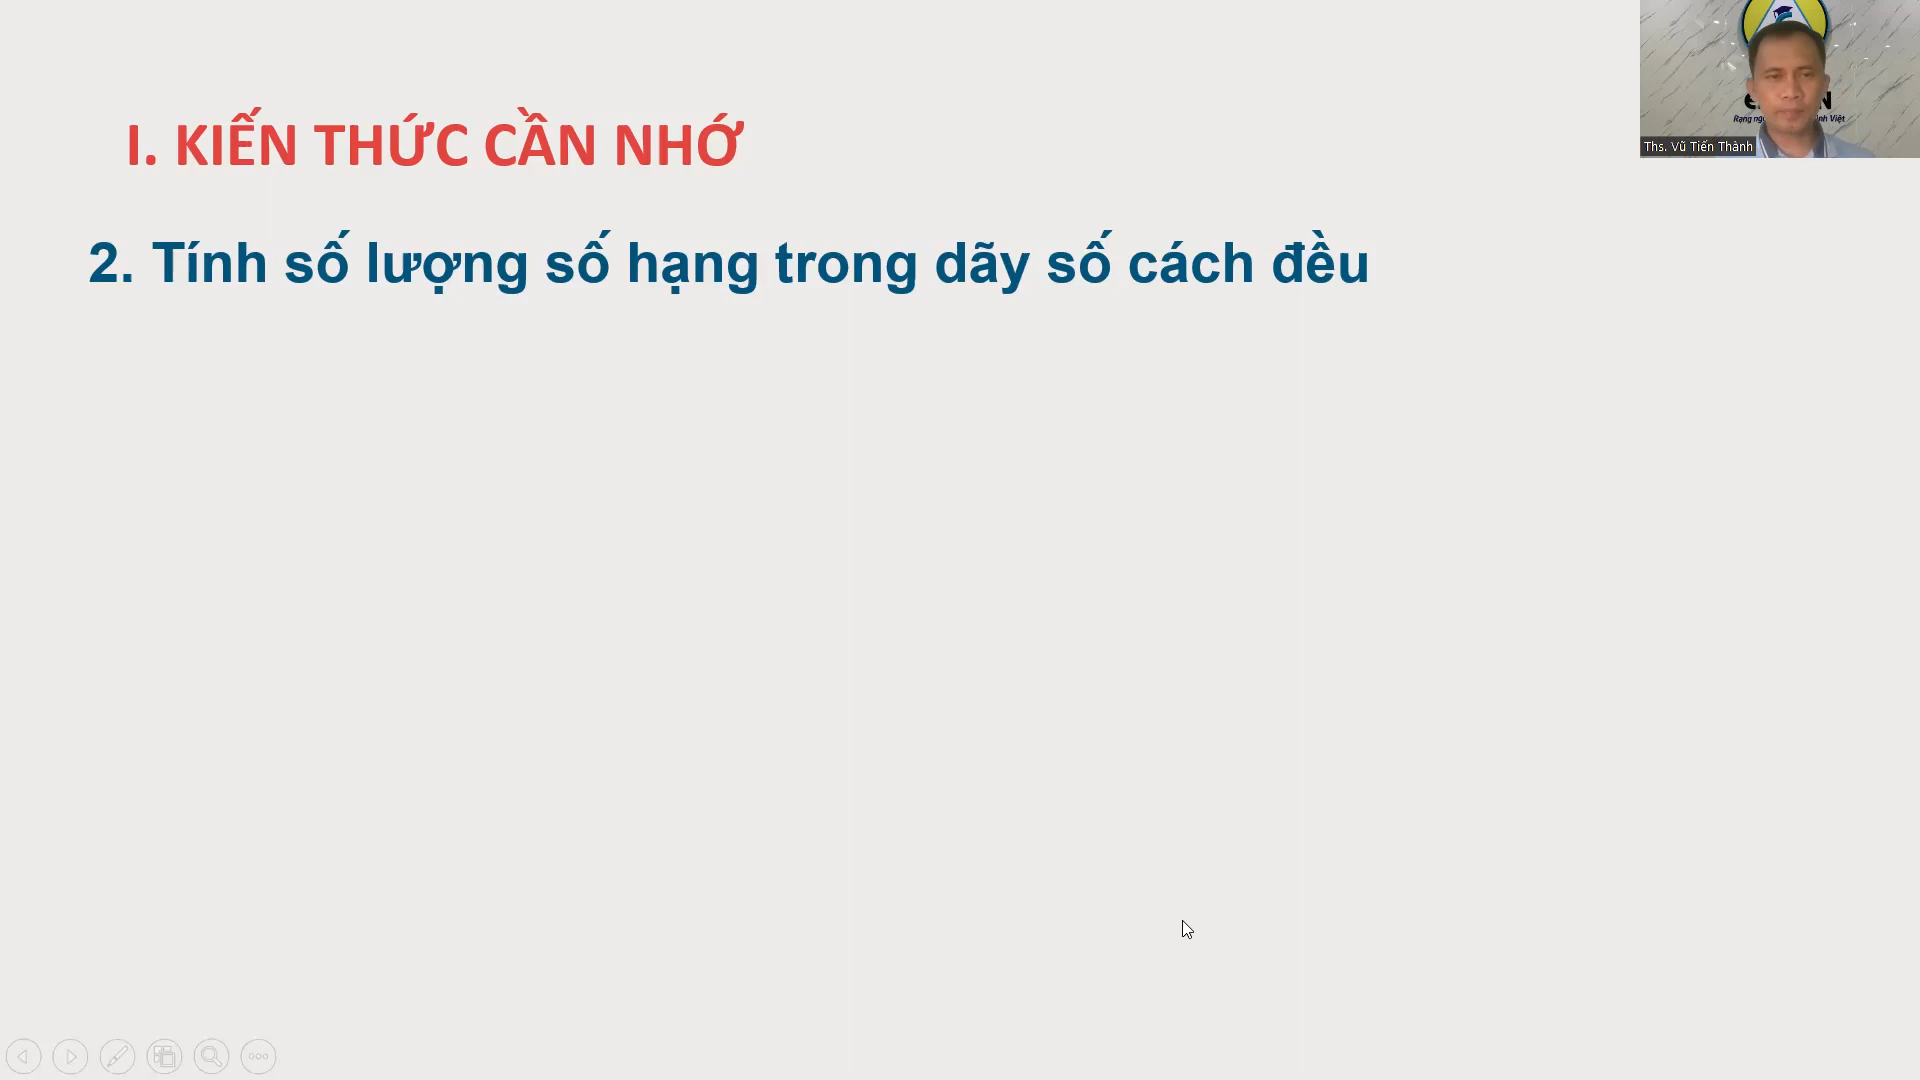 I. KIẾN THỨC CẦN NHỚ
2. Tính số lượng số hạng trong dãy số cách đều
Ths. Vũ Tiến Thành